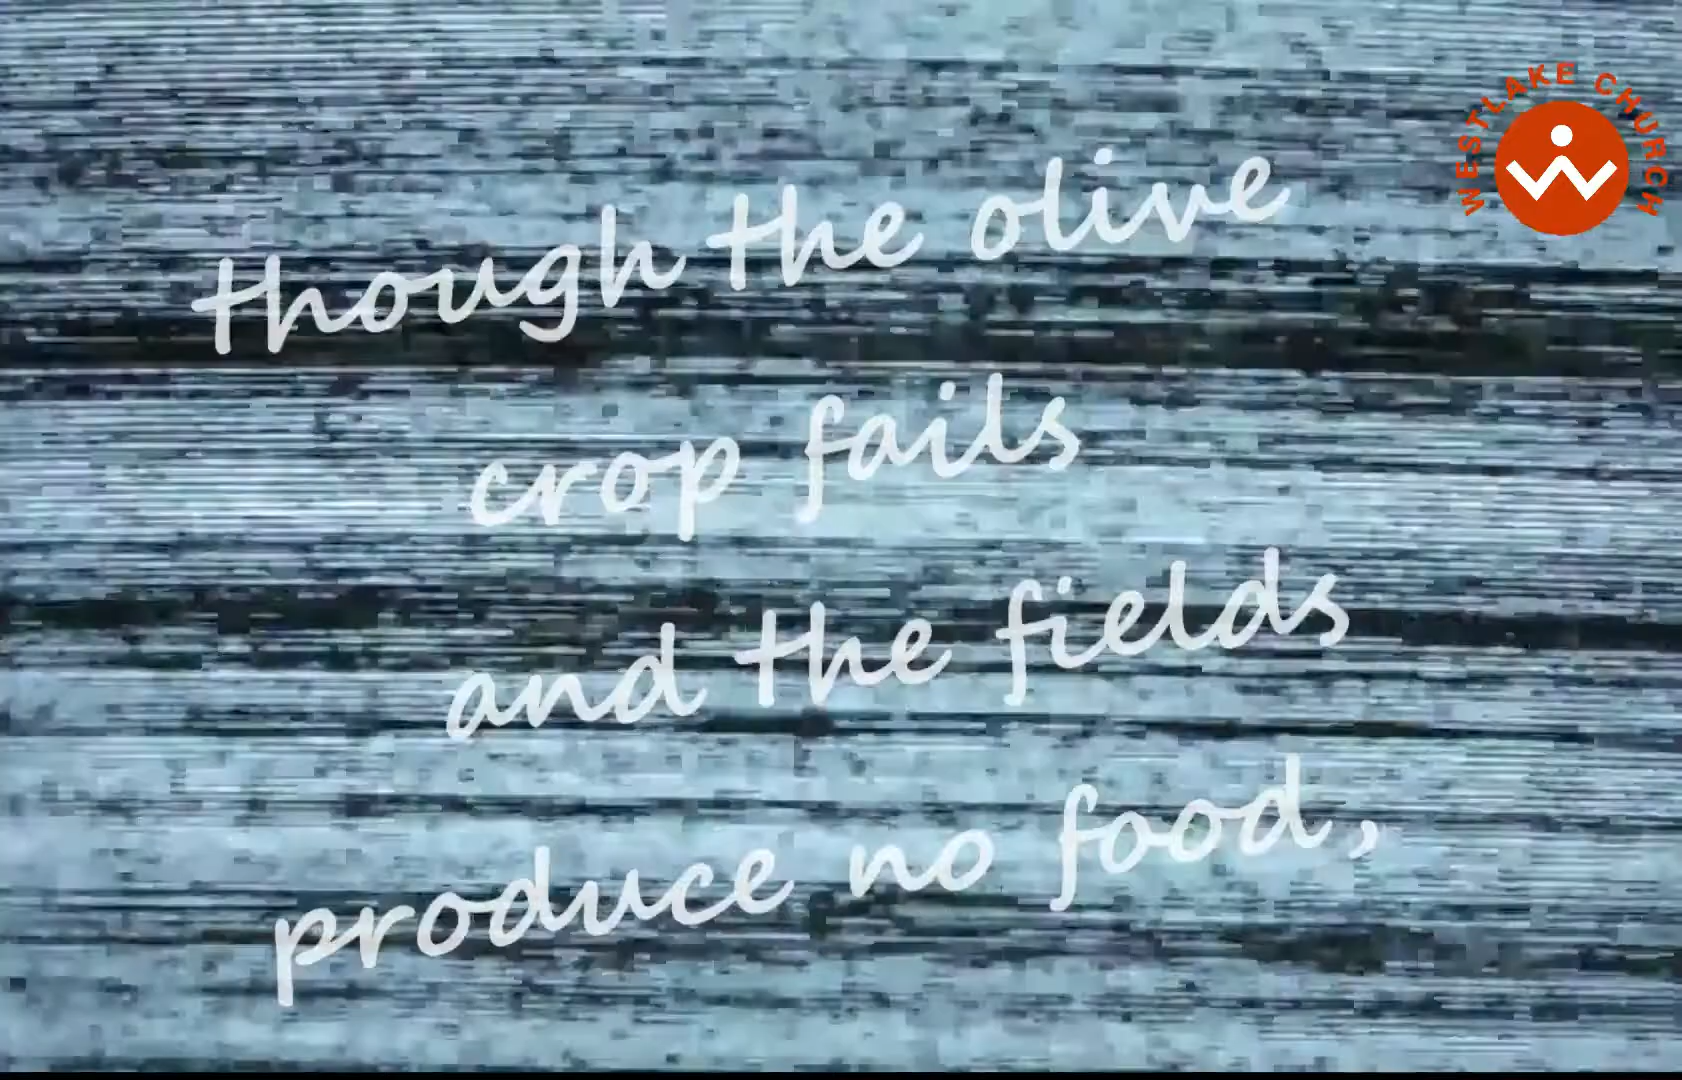 WESTLAKE CHURCH
though the olive
crop fails
and the fields
produce no food,